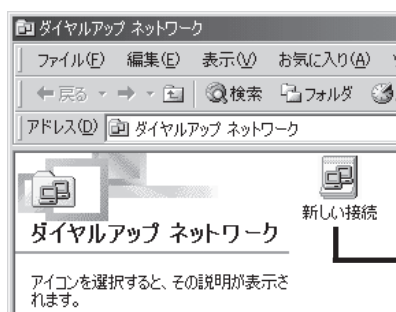 ダイヤルアップ ネットワーク
ファイル(F) 編集(E) 表示(V) お気に入り(A)
戻る 検索 フォルダ
アドレス(D) ダイヤルアップ ネットワーク
新しい接続
ダイヤルアップ ネットワーク
アイコンを選択すると、その説明が表示さ
れます。